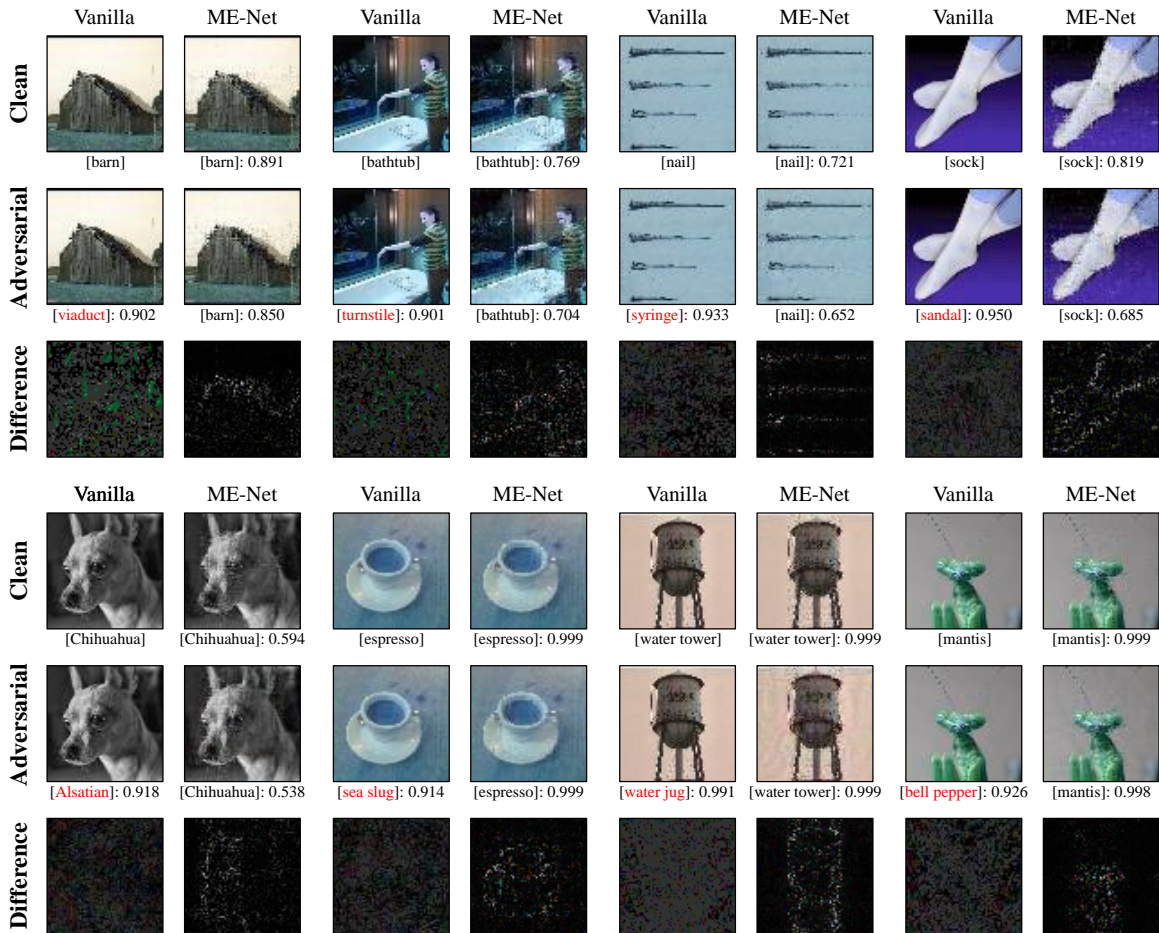 Vanilla ME-Net Vanilla ME-Net Vanilla ME-Net Vanilla ME-Net
Clean
[barn] [barn]: 0.891 [bathtub] [bathtub]: 0.769 [nail] [nail]: 0.721 [sock] [sock]: 0.819
Adversarial
[viaduct]: 0.902 [barn]: 0.850 [turnstile]: 0.901 [bathtub]: 0.704 [syringe]: 0.933 [nail]: 0.652 [sandal]: 0.950 [sock]: 0.685
Difference
Vanilla ME-Net Vanilla ME-Net Vanilla ME-Net Vanilla ME-Net
Clean
[Chihuahua] [Chihuahua]: 0.594 [espresso] [espresso]: 0.999 [water tower] [water tower]: 0.999 [mantis] [mantis]: 0.999
Adversarial
[Alsatian]: 0.918 [Chihuahua]: 0.538 [sea slug]: 0.914 [espresso]: 0.999 [water jug]: 0.991 [water tower]: 0.999 [bell pepper]: 0.926 [mantis]: 0.998
Difference